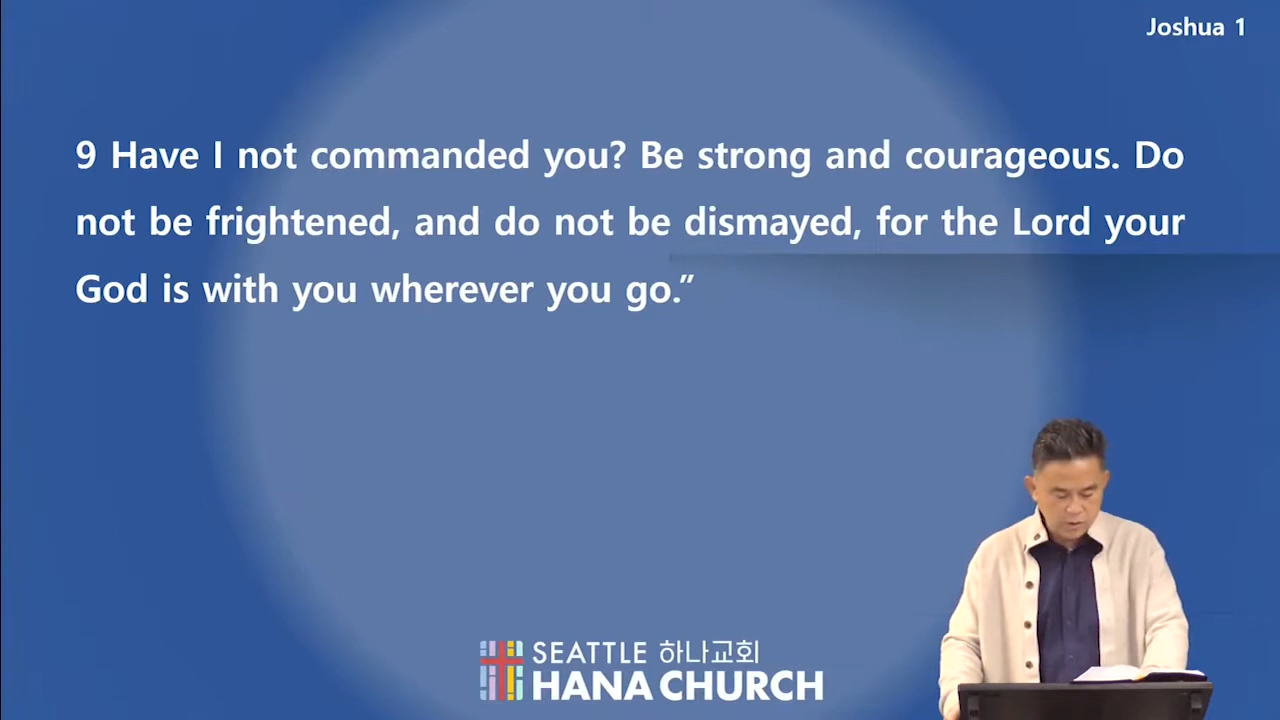 Joshua 1
9 Have I not commanded you? Be strong and courageous. Do
not be frightened, and do not be dismayed, for the Lord your
God is with you wherever you go.”
SEATTLE 하나교회
HANA CHURCH